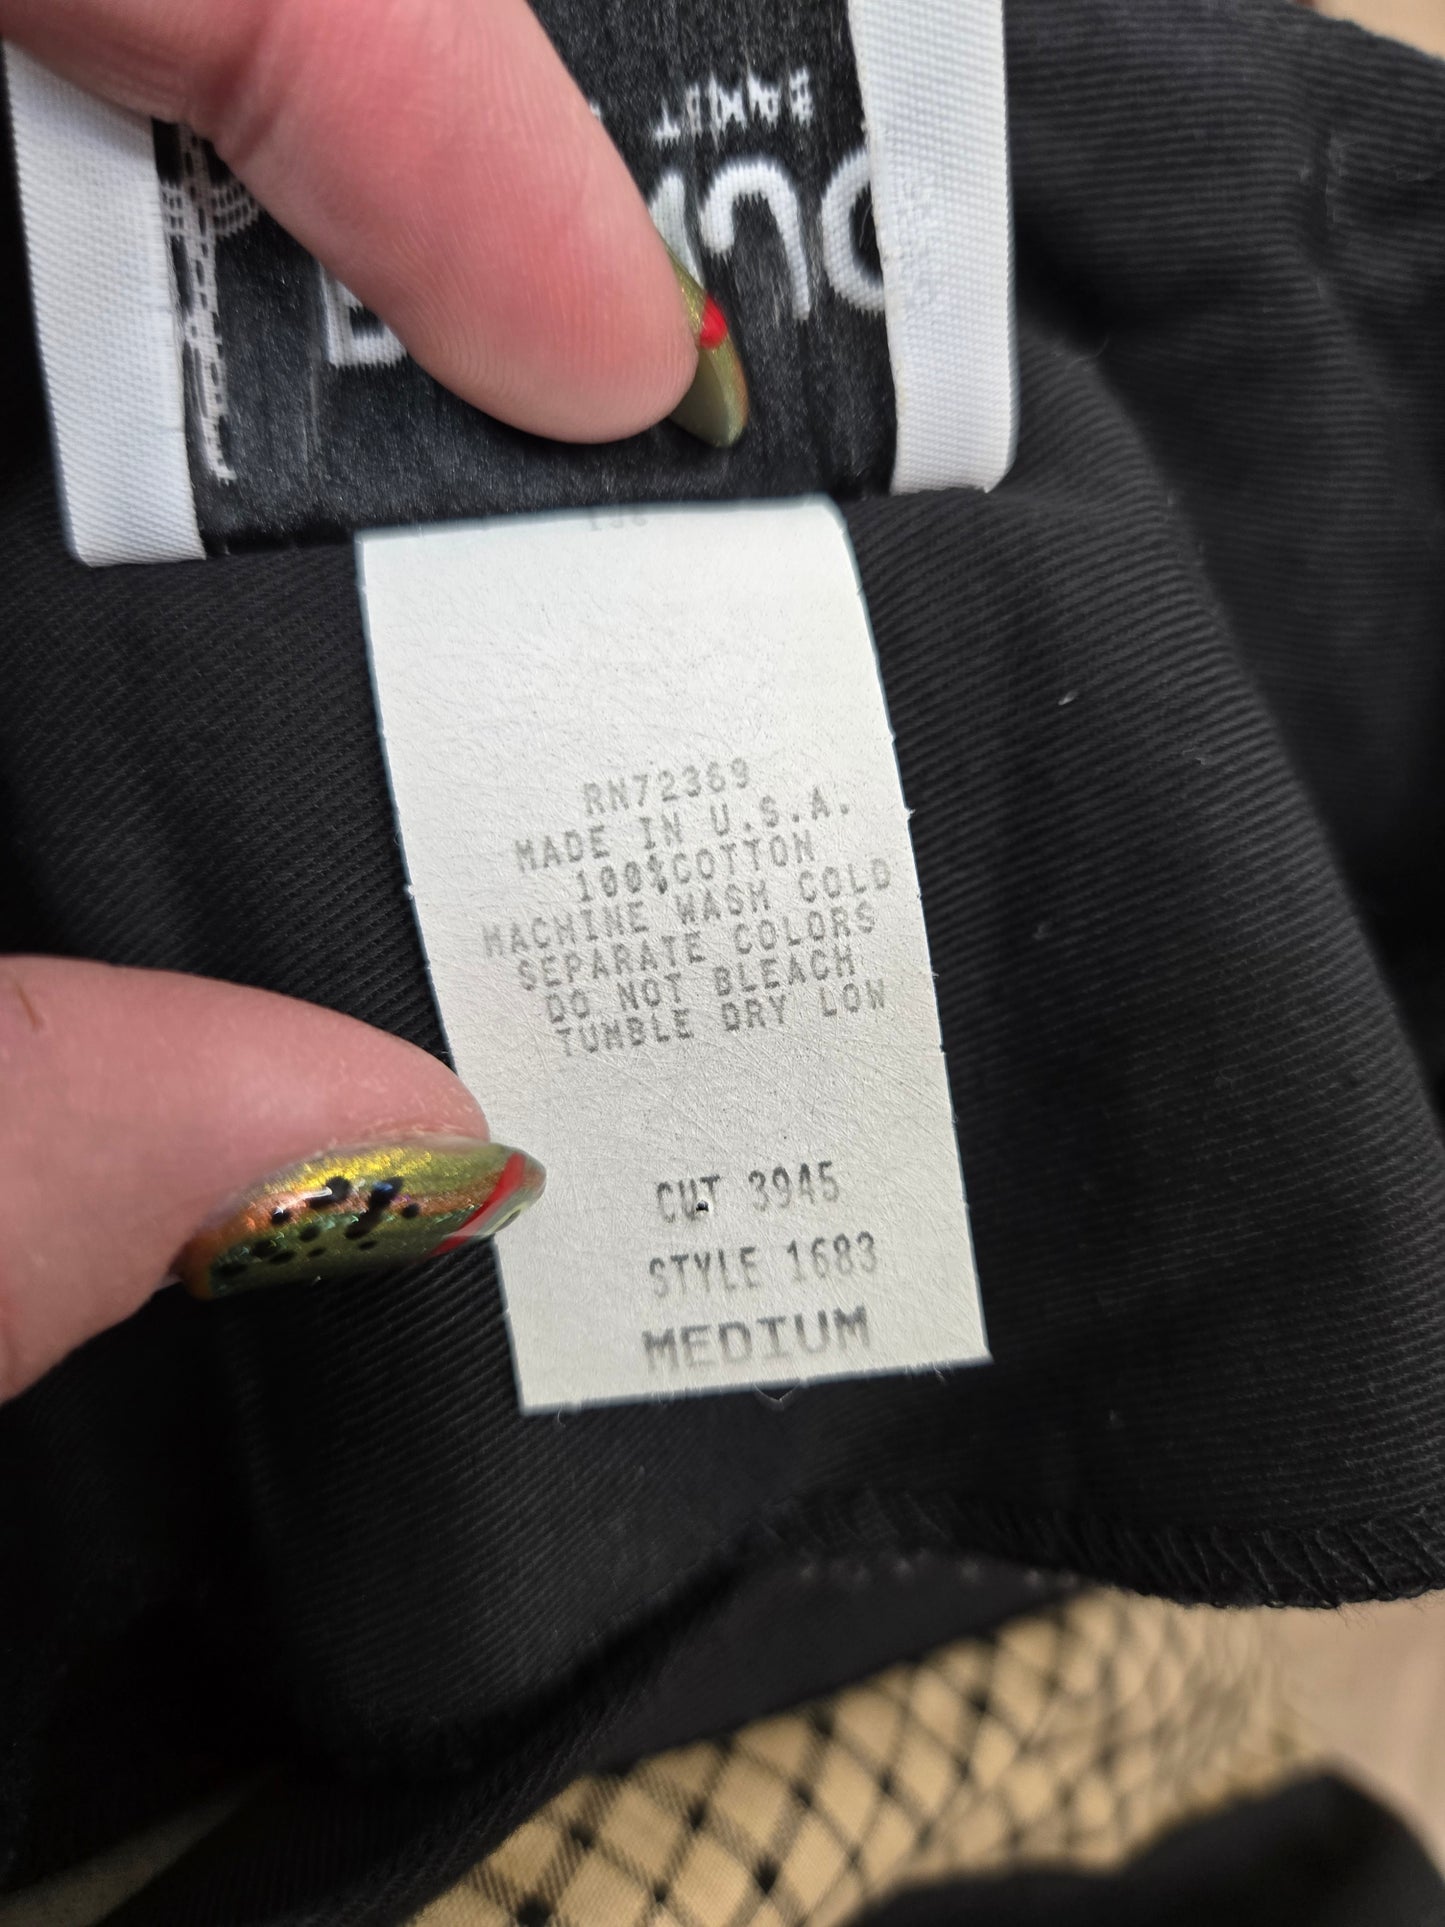 RN72369
MADE IN U.S.A.
100%COTTON
MACHINE WASH COLD
SEPARATE COLORS
DO NOT BLEACH
TUMBLE DRY LOW
CUT 3945
STYLE 1683
MEDIUM